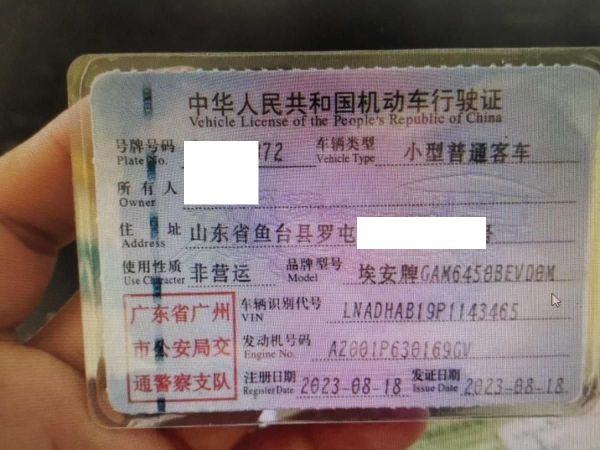 中华人民共和国机动车行驶证
Vehicle License of the People's Republic of China
号牌号码 072 车辆类型 小型普通客车
Plate No. Vehicle Type
所有人
Owner
住址 山东省鱼台县罗屯
Address
使用性质 非营运 品牌型号 埃安牌GAM6450BEVD0M
Use Character Model
广东省广州 车辆识别代号 LNADHAB19P1143465
VIN
市公安局交 发动机号码 A2001P630169GV
Engine No.
通警察支队 注册日期 2023-08-18 发证日期 2023-08-18
Register Date Issue Date